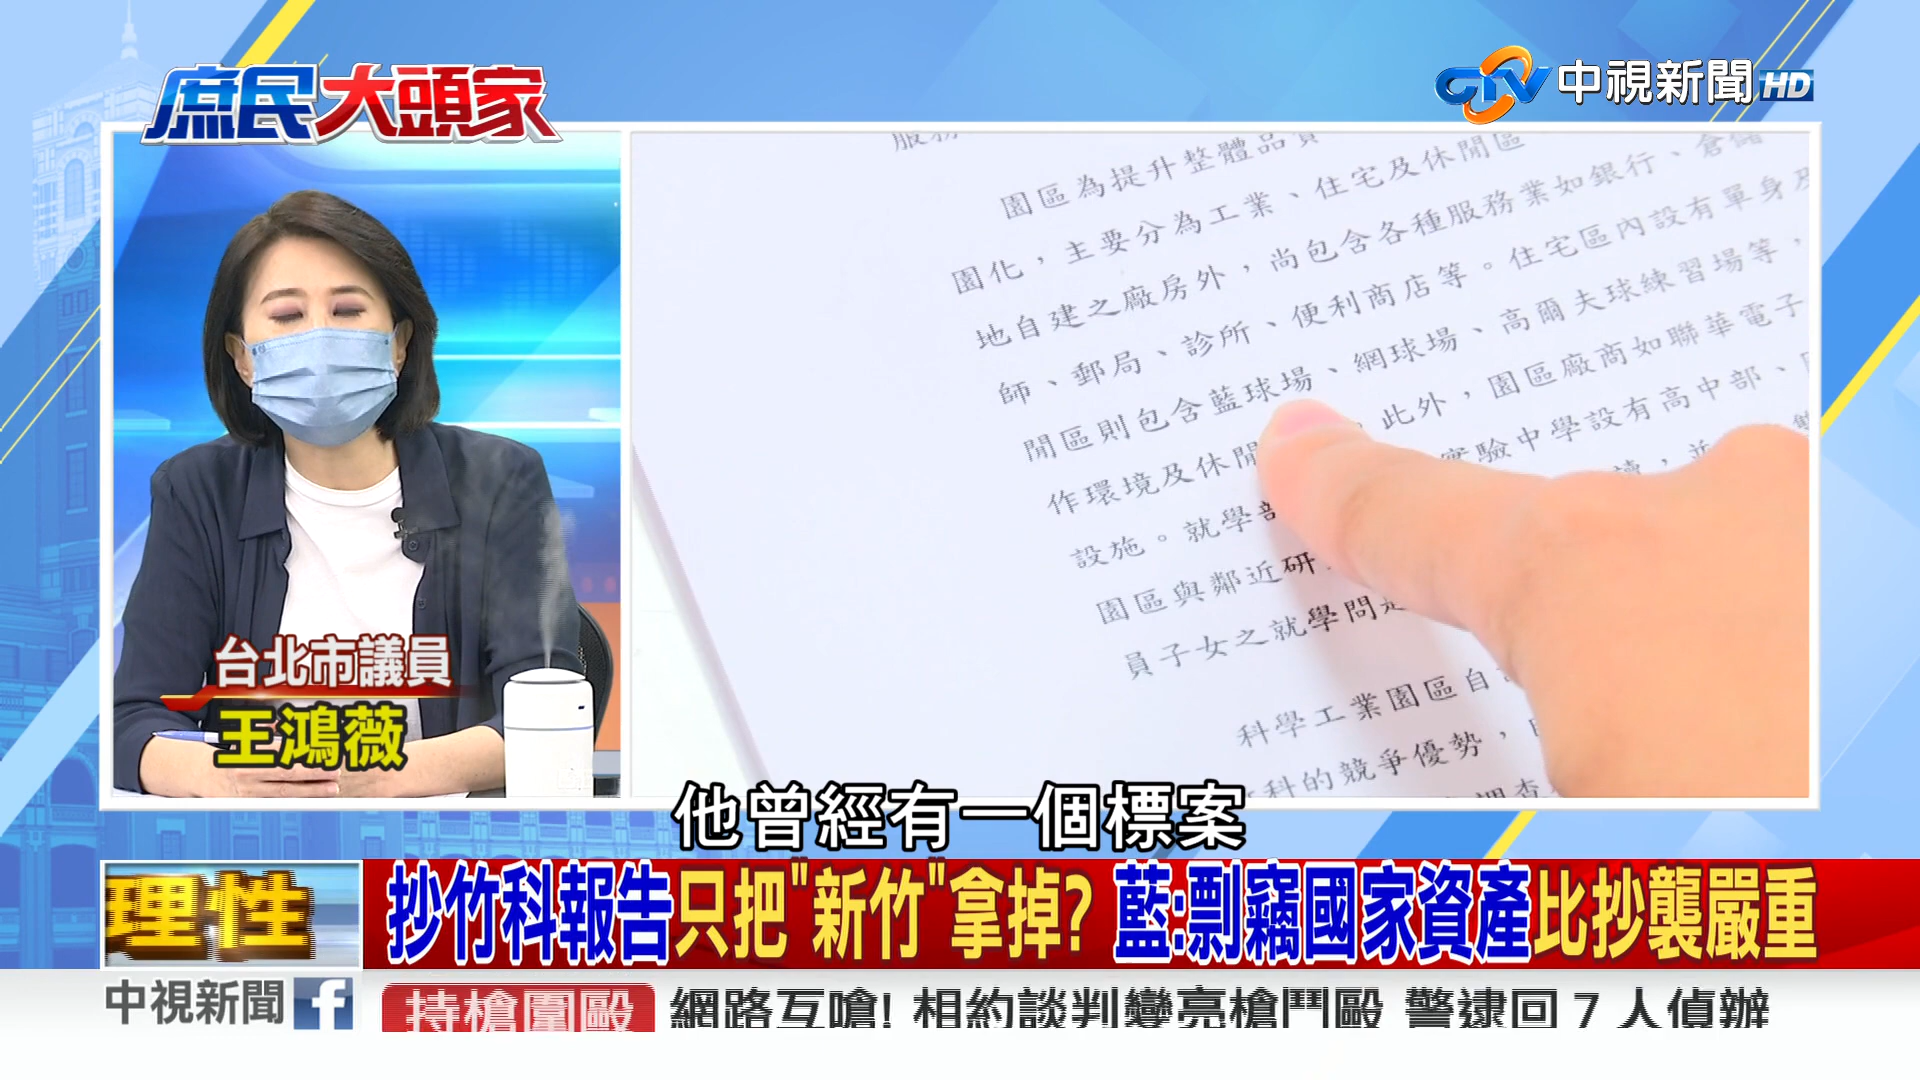 庶民大頭家
CTV 中視新聞 HD
服務
園區為提升整體品質
園化，主要分為工業、住宅及休閒區
地自建之廠房外，尚包含各種服務業如銀行、倉儲
師、郵局、診所、便利商店等。住宅區內設有單身及
閒區則包含籃球場、網球場、高爾夫球練習場等，
作環境及休閒 。此外，園區廠商如聯華電子
設施。就學 實驗中學設有高中部、
園區與鄰近研 讀，並
員子女之就學問
科學工業園區自
科的競爭優勢，
調查
台北市議員
王鴻薇
他曾經有一個標案
理性
抄竹科報告只把"新竹"拿掉? 藍:剽竊國家資產比抄襲嚴重
中視新聞 f
持槍圍毆 網路互嗆! 相約談判變亮槍鬥毆 警逮回7人偵辦